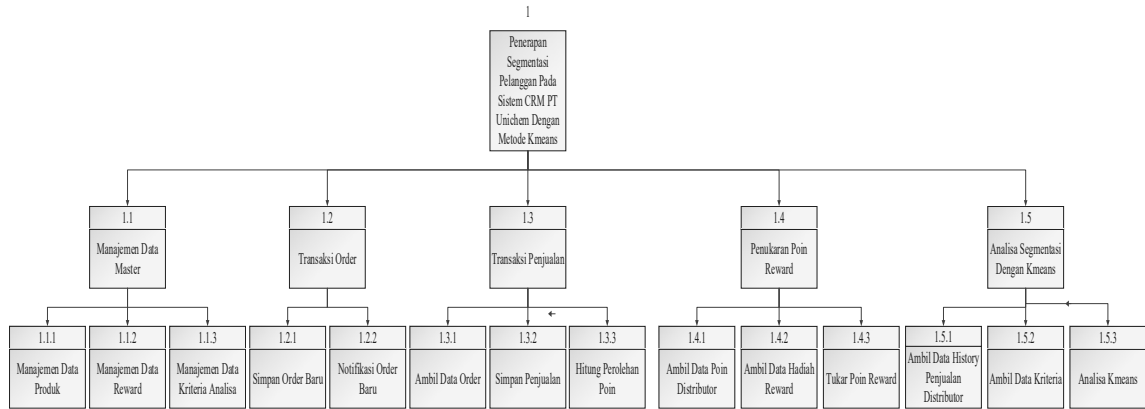 1
Penerapan
Segmentasi
Pelanggan Pada
Sistem CRM PT
Unichem Dengan
Metode Kmeans
1.1
Manajemen Data
Master
1.2
Transaksi Order
1.3
Transaksi Penjualan
1.4
Penukaran Poin
Reward
1.5
Analisa Segmentasi
Dengan Kmeans
1.1.1
Manajemen Data
Produk
1.1.2
Manajemen Data
Reward
1.1.3
Manajemen Data
Kriteria Analisa
1.2.1
Simpan Order Baru
1.2.2
Notifikasi Order
Baru
1.3.1
Ambil Data Order
1.3.2
Simpan Penjualan
1.3.3
Hitung Perolehan
Poin
1.4.1
Ambil Data Poin
Distributor
1.4.2
Ambil Data Hadiah
Reward
1.4.3
Tukar Poin Reward
1.5.1
Ambil Data History
Penjualan
Distributor
1.5.2
Ambil Data Kriteria
1.5.3
Analisa Kmeans